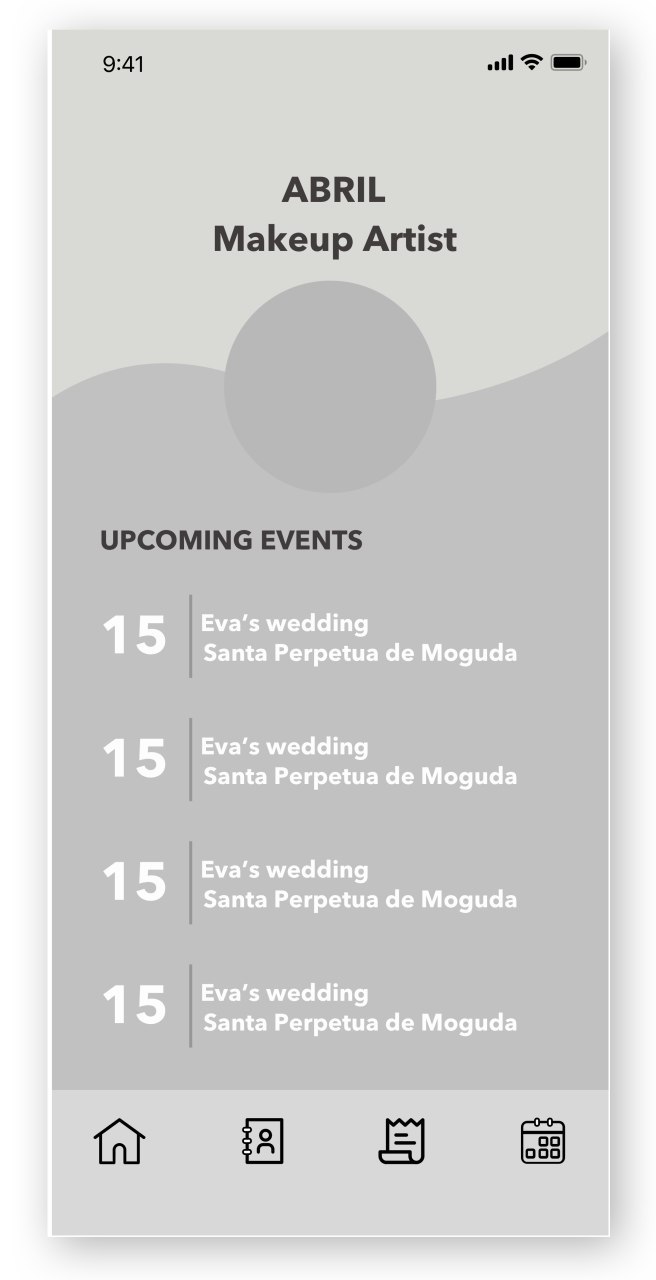 9:41
ABRIL
Makeup Artist
UPCOMING EVENTS
15
Eva’s wedding
Santa Perpetua de Moguda
15
Eva’s wedding
Santa Perpetua de Moguda
15
Eva’s wedding
Santa Perpetua de Moguda
15
Eva’s wedding
Santa Perpetua de Moguda